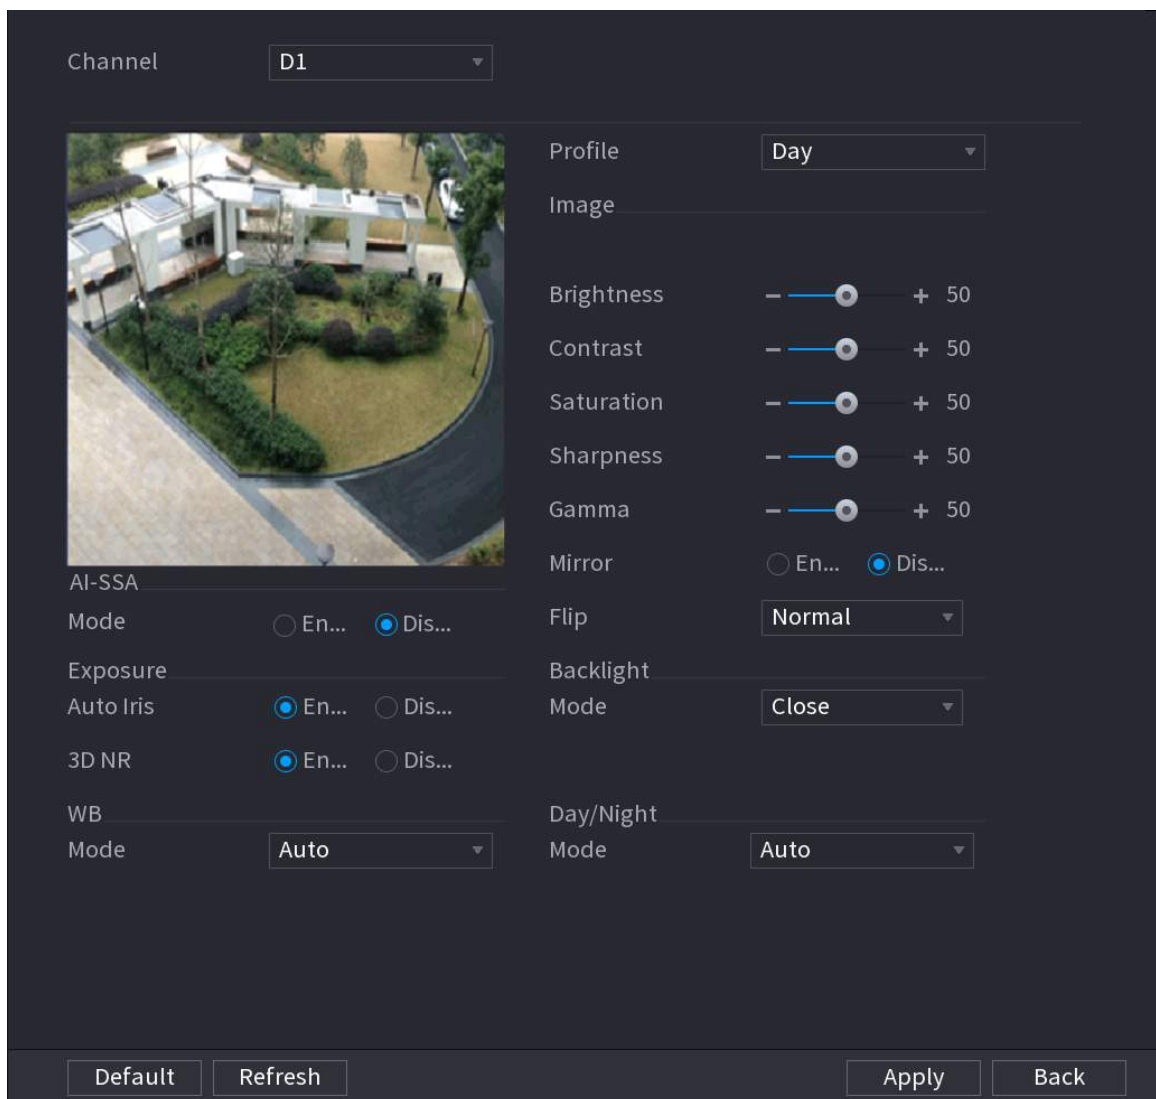 Channel D1
Profile Day
Image
Brightness - + 50
Contrast - + 50
Saturation - + 50
Sharpness - + 50
Gamma - + 50
Mirror En... Dis...
Flip Normal
Backlight
Mode Close
AI-SSA
Mode En... Dis...
Exposure
Auto Iris En... Dis...
3D NR En... Dis...
WB
Mode Auto
Day/Night
Mode Auto
Default Refresh Apply Back